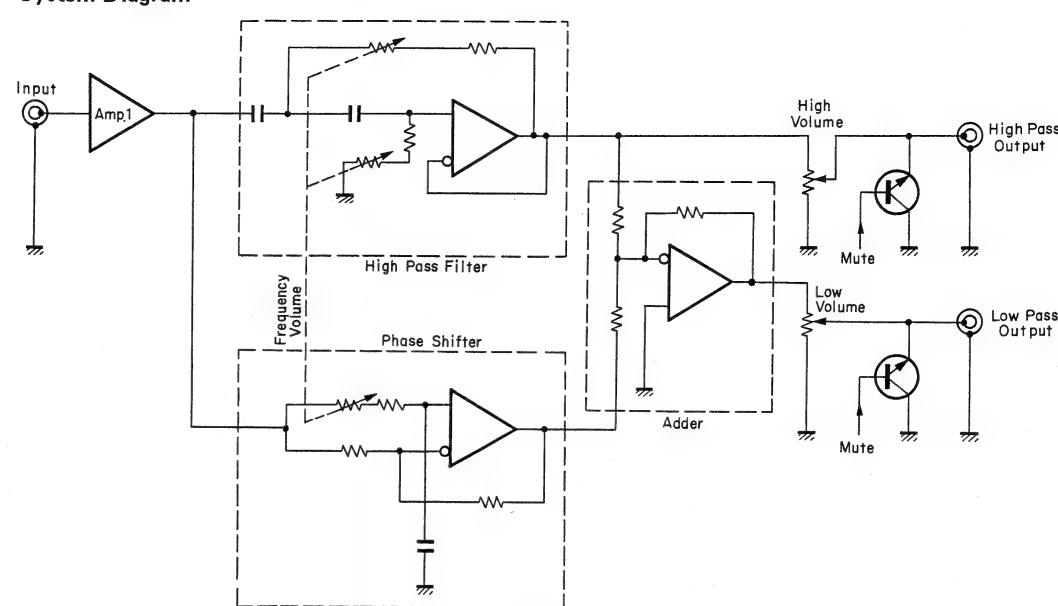 System Diagram
Input
Amp.1
High Pass Filter
Frequency
Volume
Phase Shifter
Adder
High
Volume
High Pass
Output
Mute
Low
Volume
Low Pass
Output
Mute